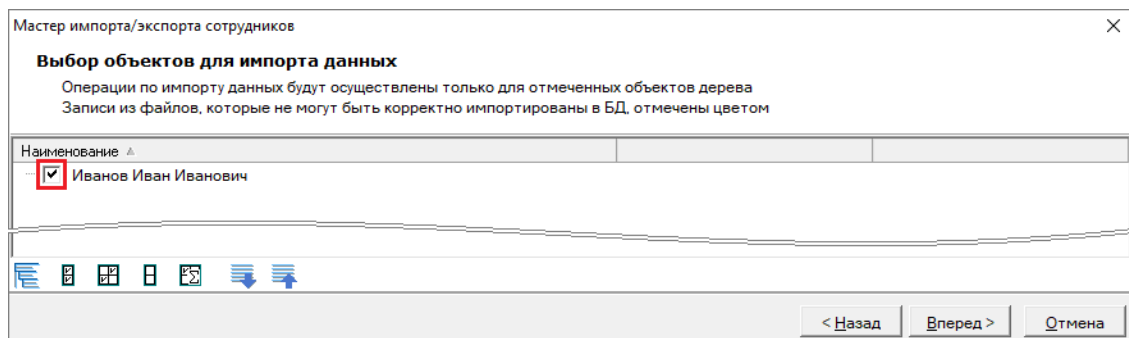 Мастер импорта/экспорта сотрудников
Выбор объектов для импорта данных
Операции по импорту данных будут осуществлены только для отмеченных объектов дерева
Записи из файлов, которые не могут быть корректно импортированы в БД, отмечены цветом
Наименование
Иванов Иван Иванович
< Назад Вперед > Отмена